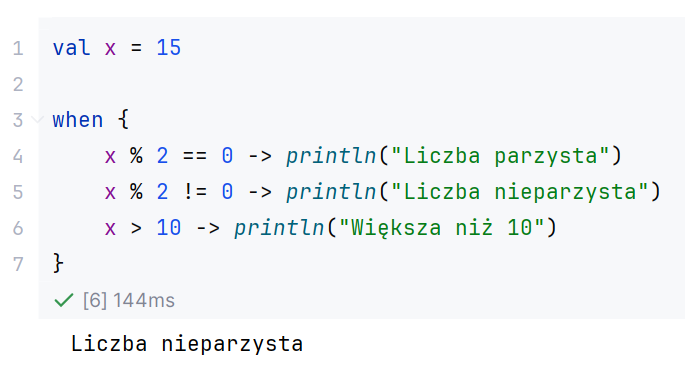 1 val x = 15
2
3 when {
4     x % 2 == 0 -> println("Liczba parzysta")
5     x % 2 != 0 -> println("Liczba nieparzysta")
6     x > 10 -> println("Większa niż 10")
7 }
[6] 144ms
Liczba nieparzysta